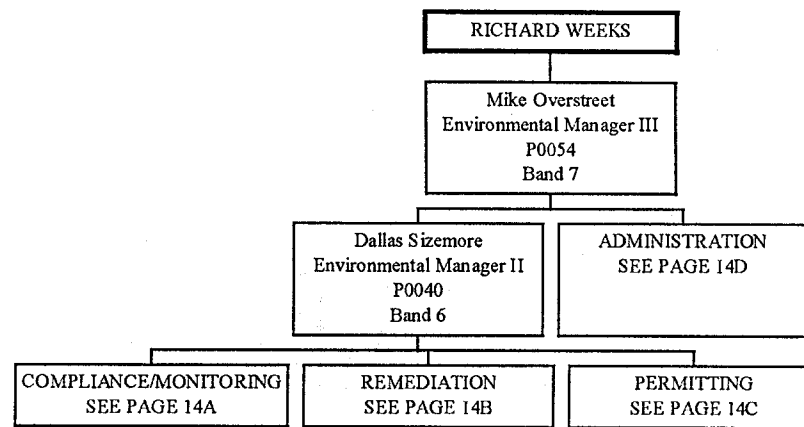 RICHARD WEEKS
Mike Overstreet
Environmental Manager III
P0054
Band 7
Dallas Sizemore
Environmental Manager II
P0040
Band 6
ADMINISTRATION
SEE PAGE 14D
COMPLIANCE/MONITORING
SEE PAGE 14A
REMEDIATION
SEE PAGE 14B
PERMITTING
SEE PAGE 14C